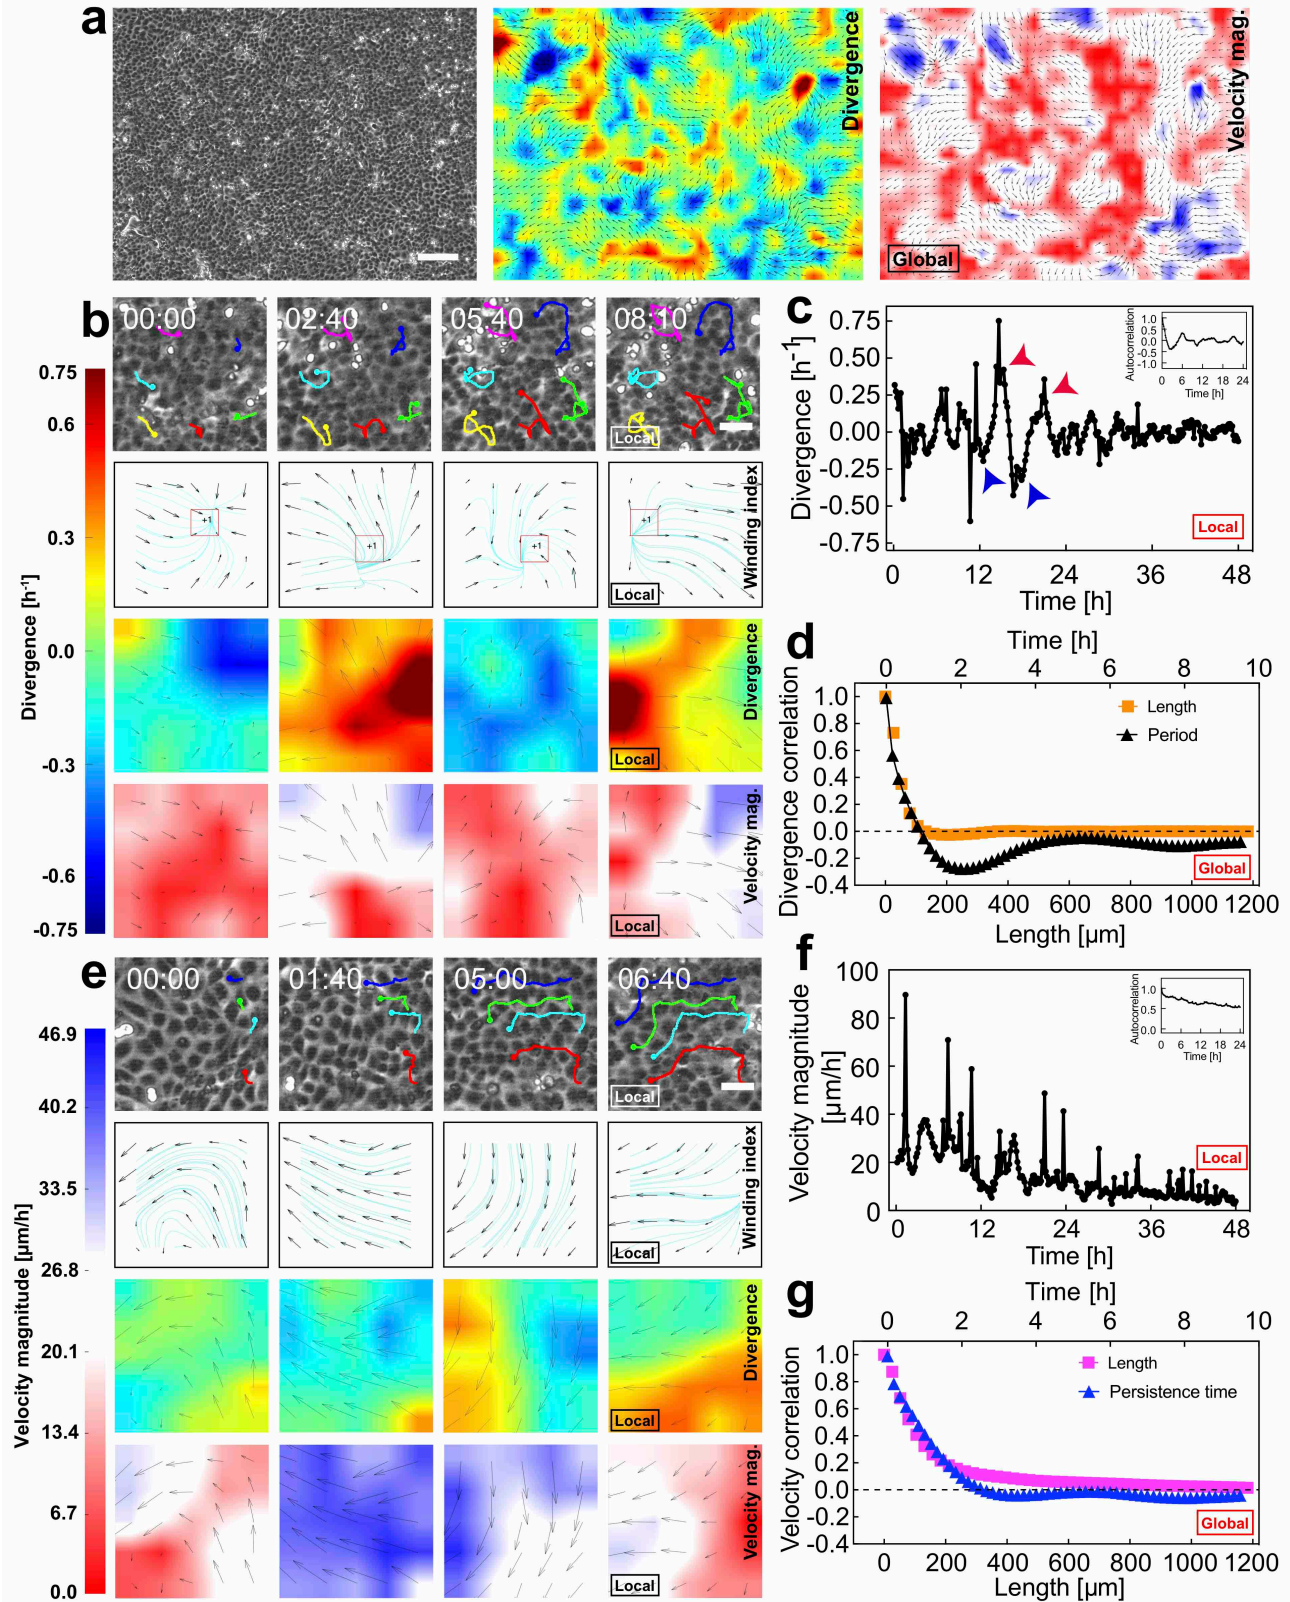 a
Divergence
Velocity mag.
Global
b
00:00
02:40
05:40
08:10
Local
+1
+1
+1
+1
Winding index
Local
Divergence
Local
Velocity mag.
Local
0.75
0.6
0.3
0.0
-0.3
-0.6
-0.75
Divergence [h⁻¹]
c
0.75
0.50
0.25
0.00
-0.25
-0.50
-0.75
Divergence [h⁻¹]
0 12 24 36 48
Time [h]
Local
1.0
0.5
0.0
-0.5
-1.0
Autocorrelation
0 6 12 18 24
Time [h]
d
Time [h]
0 2 4 6 8 10
1.0
0.8
0.6
0.4
0.2
0.0
-0.2
-0.4
Divergence correlation
Length
Period
Global
0 200 400 600 800 1000 1200
Length [µm]
e
00:00
01:40
05:00
06:40
Local
Winding index
Local
Divergence
Local
Velocity mag.
Local
46.9
40.2
33.5
26.8
20.1
13.4
6.7
0.0
Velocity magnitude [µm/h]
f
100
80
60
40
20
0
Velocity magnitude
[µm/h]
0 12 24 36 48
Time [h]
Local
1.0
0.5
0.0
Autocorrelation
0 6 12 18 24
Time [h]
g
Time [h]
0 2 4 6 8 10
1.0
0.8
0.6
0.4
0.2
0.0
-0.2
-0.4
Velocity correlation
Length
Persistence time
Global
0 200 400 600 800 1000 1200
Length [µm]